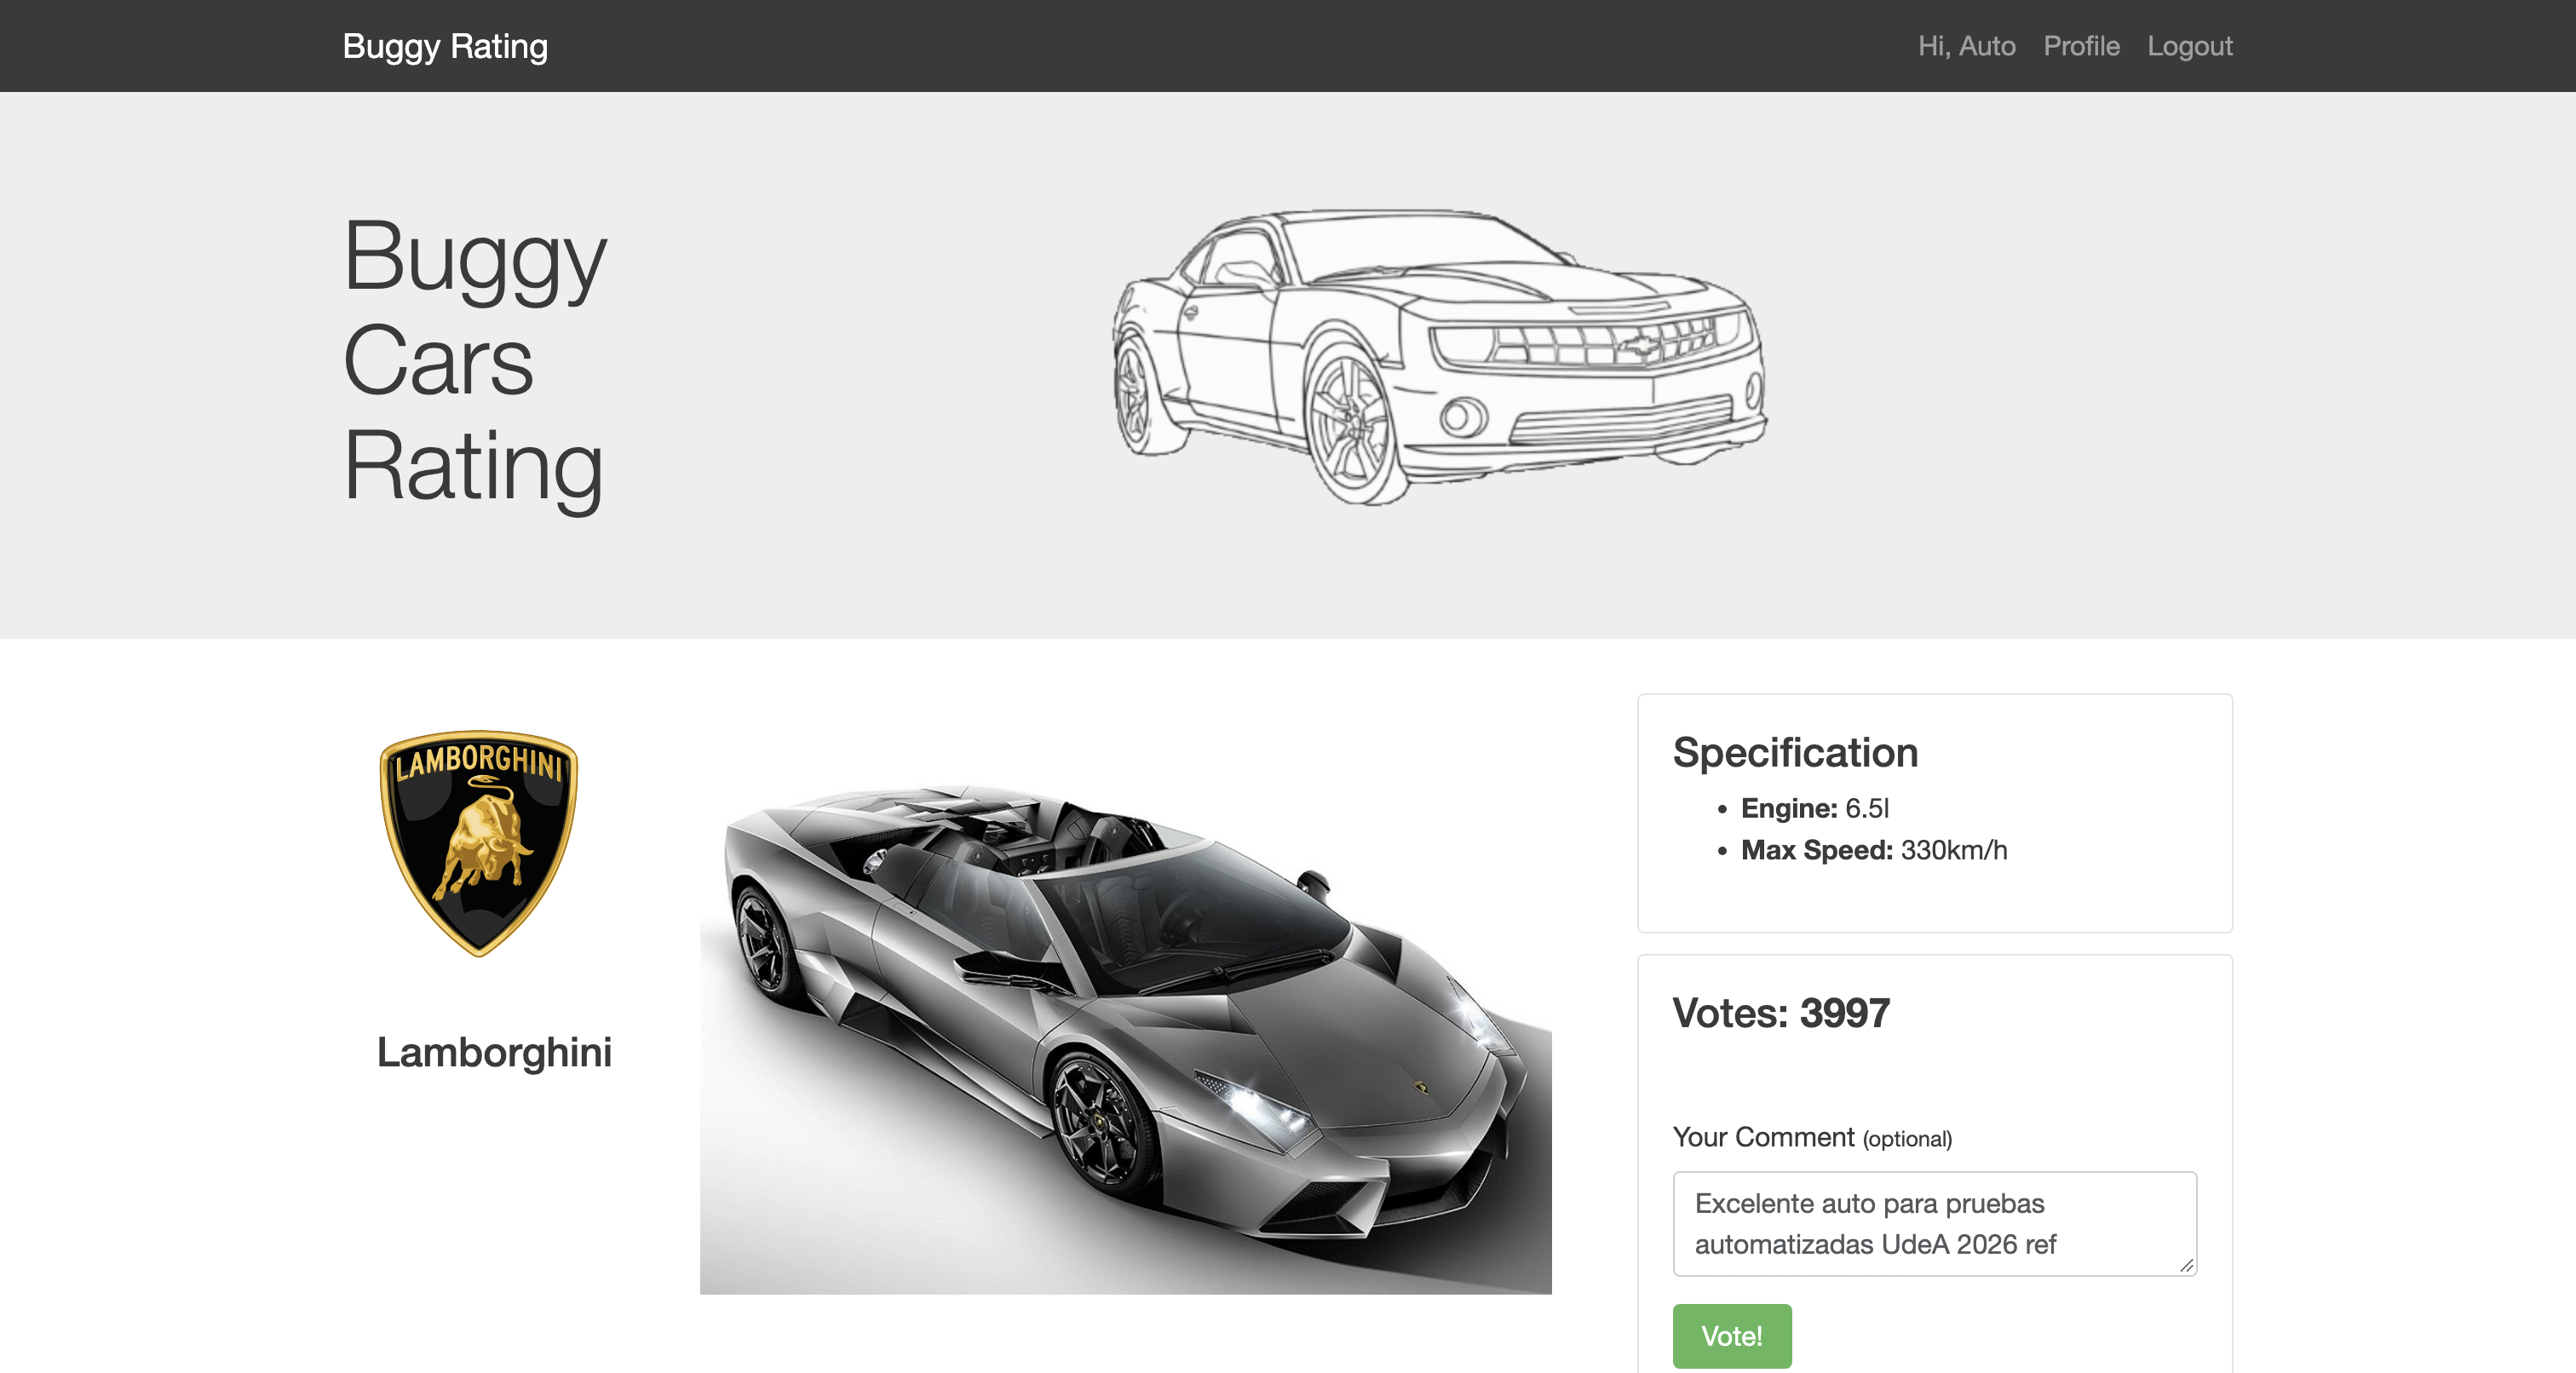 Buggy Rating
Hi, Auto
Profile
Logout
Buggy
Cars
Rating
LAMBORGHINI
Lamborghini
Specification
• Engine: 6.5l
• Max Speed: 330km/h
Votes: 3997
Your Comment (optional)
Excelente auto para pruebas
automatizadas UdeA 2026 ref
Vote!